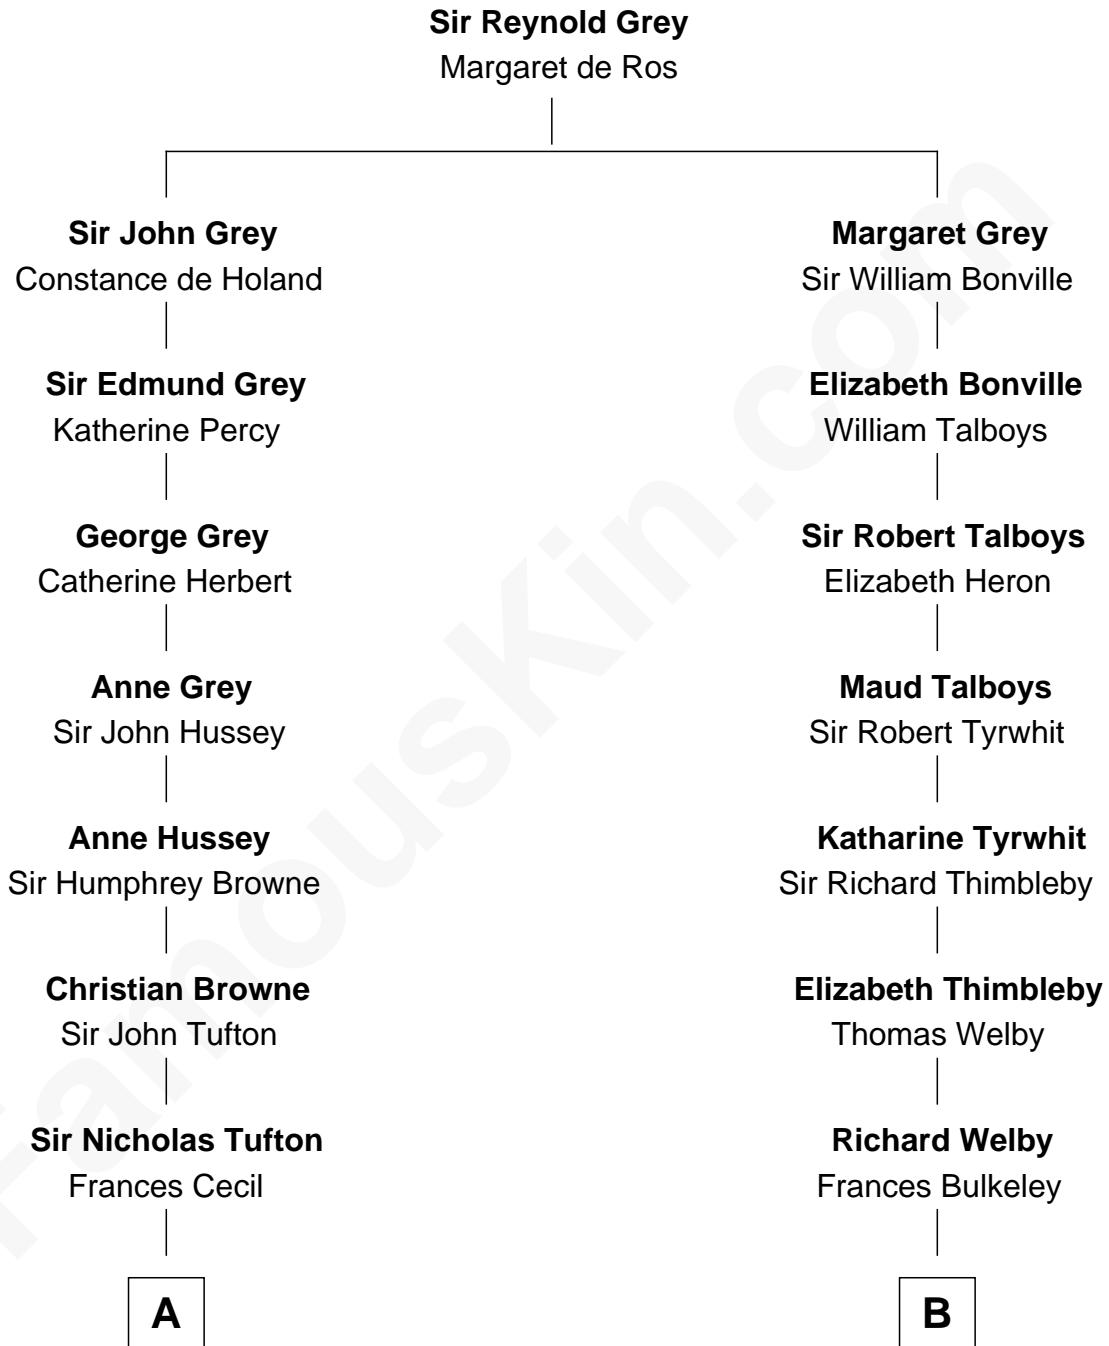 Sir Reynold Grey
Margaret de Ros
Sir John Grey
Constance de Holand
Margaret Grey
Sir William Bonville
Sir Edmund Grey
Katherine Percy
Elizabeth Bonville
William Talboys
George Grey
Catherine Herbert
Sir Robert Talboys
Elizabeth Heron
Anne Grey
Sir John Hussey
Maud Talboys
Sir Robert Tyrwhit
Anne Hussey
Sir Humphrey Browne
Katharine Tyrwhit
Sir Richard Thimbleby
Christian Browne
Sir John Tufton
Elizabeth Thimbleby
Thomas Welby
Sir Nicholas Tufton
Frances Cecil
Richard Welby
Frances Bulkeley
A
B
FamousKin.com